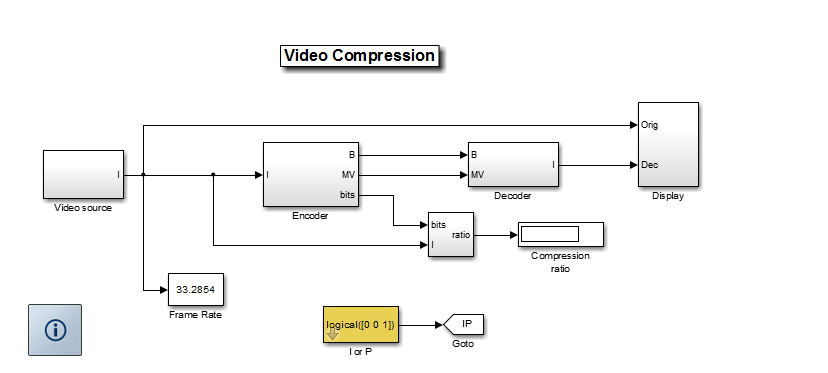 Video Compression
Orig
I
Video source
I
B
MV
bits
Encoder
B
MV
I
Decoder
Dec
Display
bits
I
ratio
Compression
ratio
33.2854
Frame Rate
i
logical([0 0 1])
I or P
IP
Goto